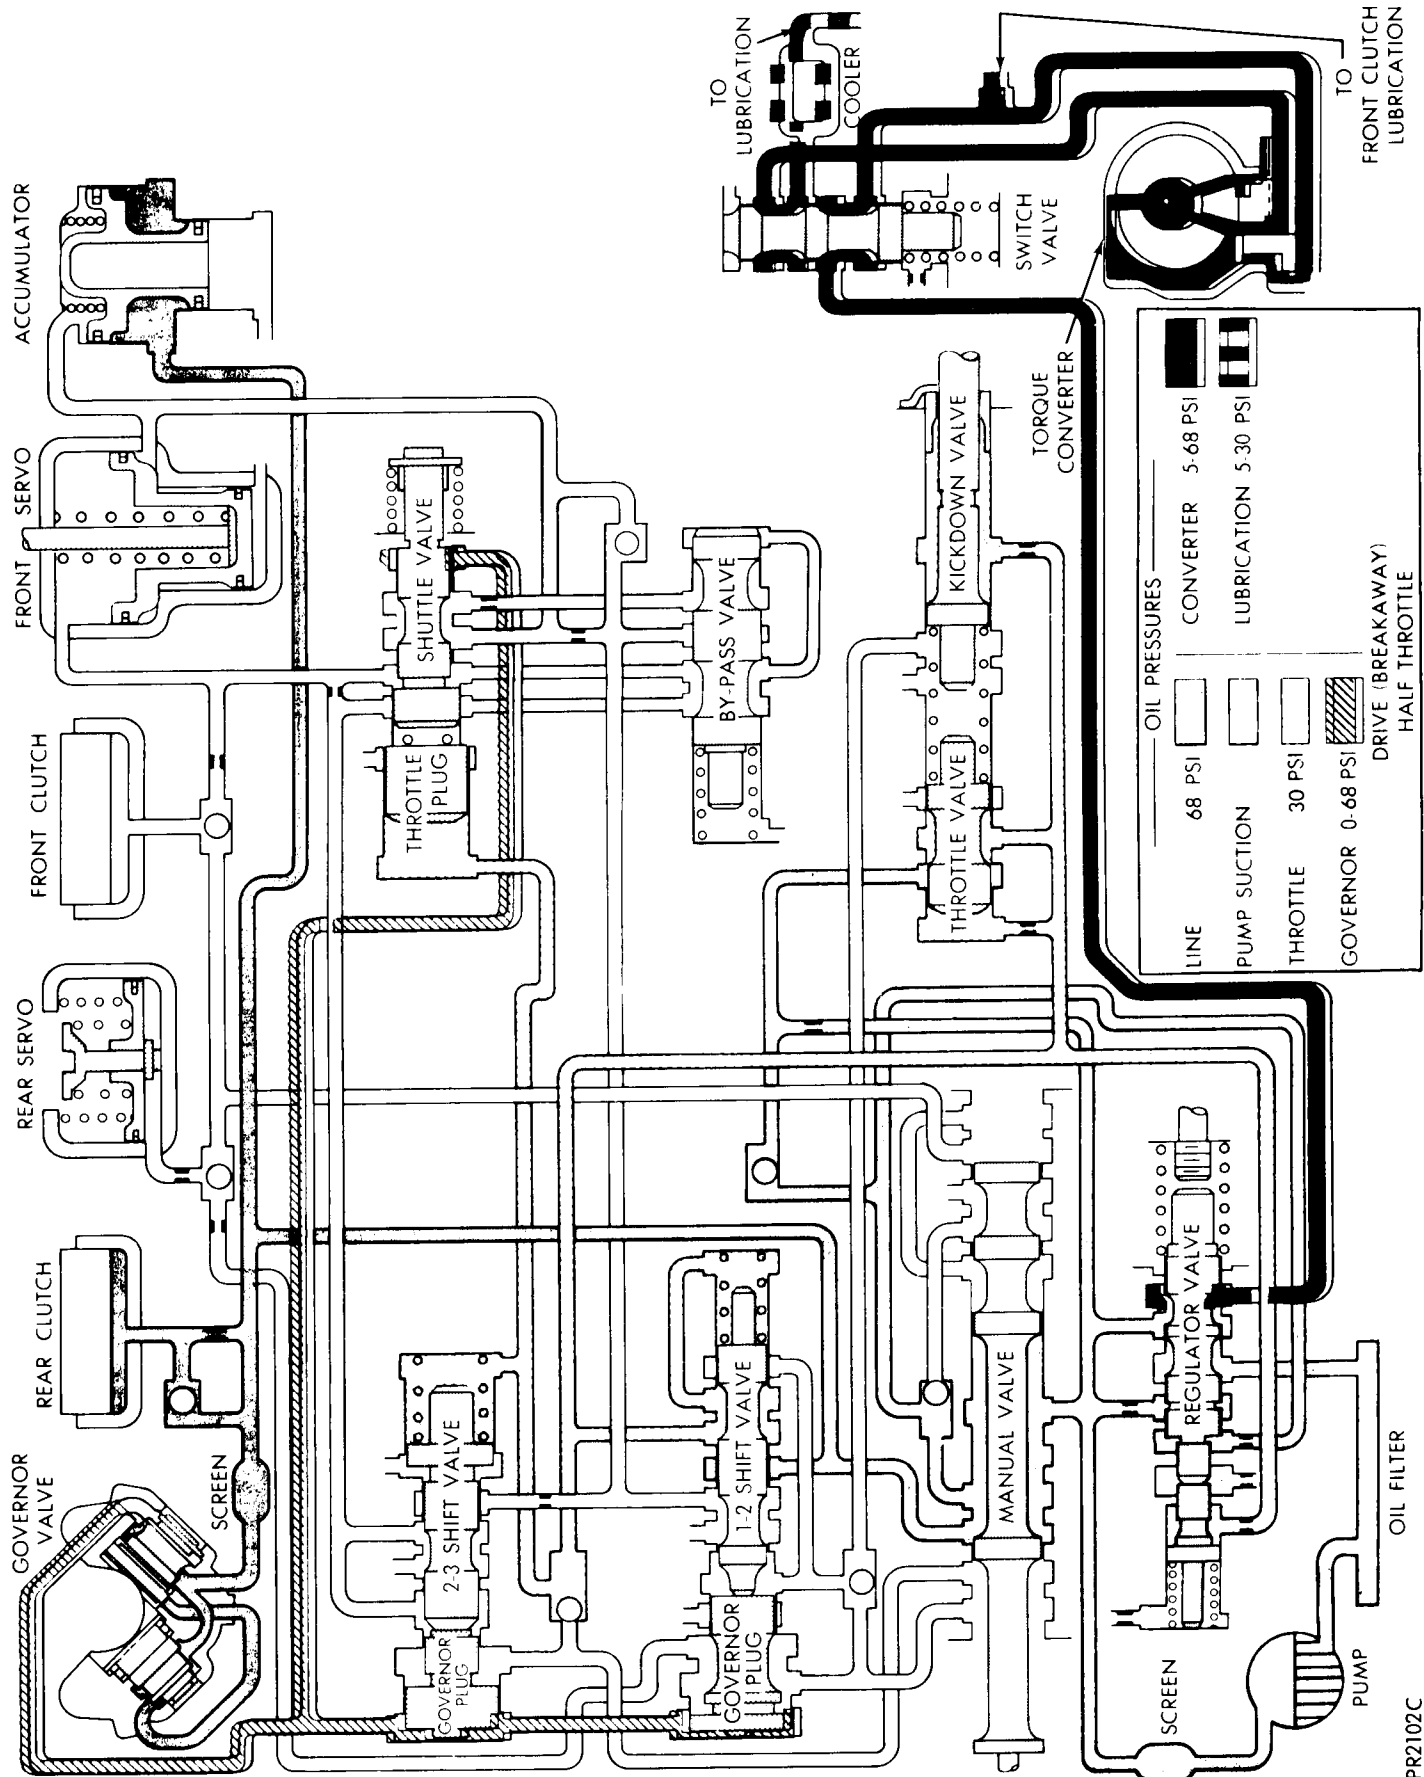 GOVERNOR
VALVE
REAR CLUTCH
REAR SERVO
FRONT CLUTCH
FRONT SERVO
ACCUMULATOR
SCREEN
TO
LUBRICATION
COOLER
GOVERNOR
PLUG
2-3 SHIFT VALVE
THROTTLE
PLUG
SHUTTLE VALVE
GOVERNOR
PLUG
1-2 SHIFT VALVE
BY-PASS VALVE
SWITCH
VALVE
MANUAL VALVE
THROTTLE VALVE
KICKDOWN VALVE
TORQUE
CONVERTER
TO
FRONT CLUTCH
LUBRICATION
SCREEN
REGULATOR VALVE
PUMP
OIL FILTER
OIL PRESSURES
LINE 68 PSI
CONVERTER 5-68 PSI
PUMP SUCTION
LUBRICATION 5-30 PSI
THROTTLE 30 PSI
GOVERNOR 0-68 PSI
DRIVE (BREAKAWAY)
HALF THROTTLE
PR2102C